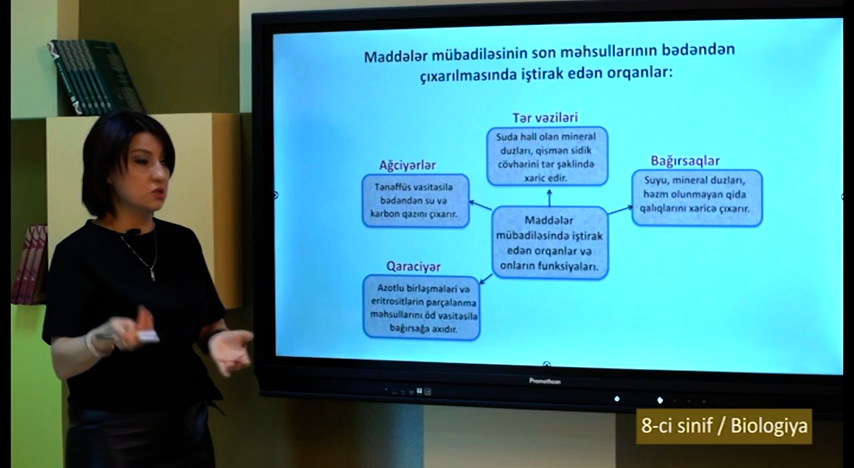 Maddələr mübadiləsinin son məhsullarının bədəndən
çıxarılmasında iştirak edən orqanlar:
Tər vəziləri
Suda həll olan mineral
duzları, qismən sidik
cövhərini tər şəklində
xaric edir.
Ağciyərlər
Tənəffüs vasitəsilə
bədəndən su və
karbon qazını çıxarır.
Bağırsaqlar
Suyu, mineral duzları,
həzm olunmayan qida
qalıqlarını xaricə çıxarır.
Maddələr
mübadiləsində iştirak
edən orqanlar və
onların funksiyaları.
Qaraciyər
Azotlu birləşmələri və
eritrositlərin parçalanma
məhsullarını öd vasitəsilə
bağırsağa axıdır.
Promethean
8-ci sinif / Biologiya